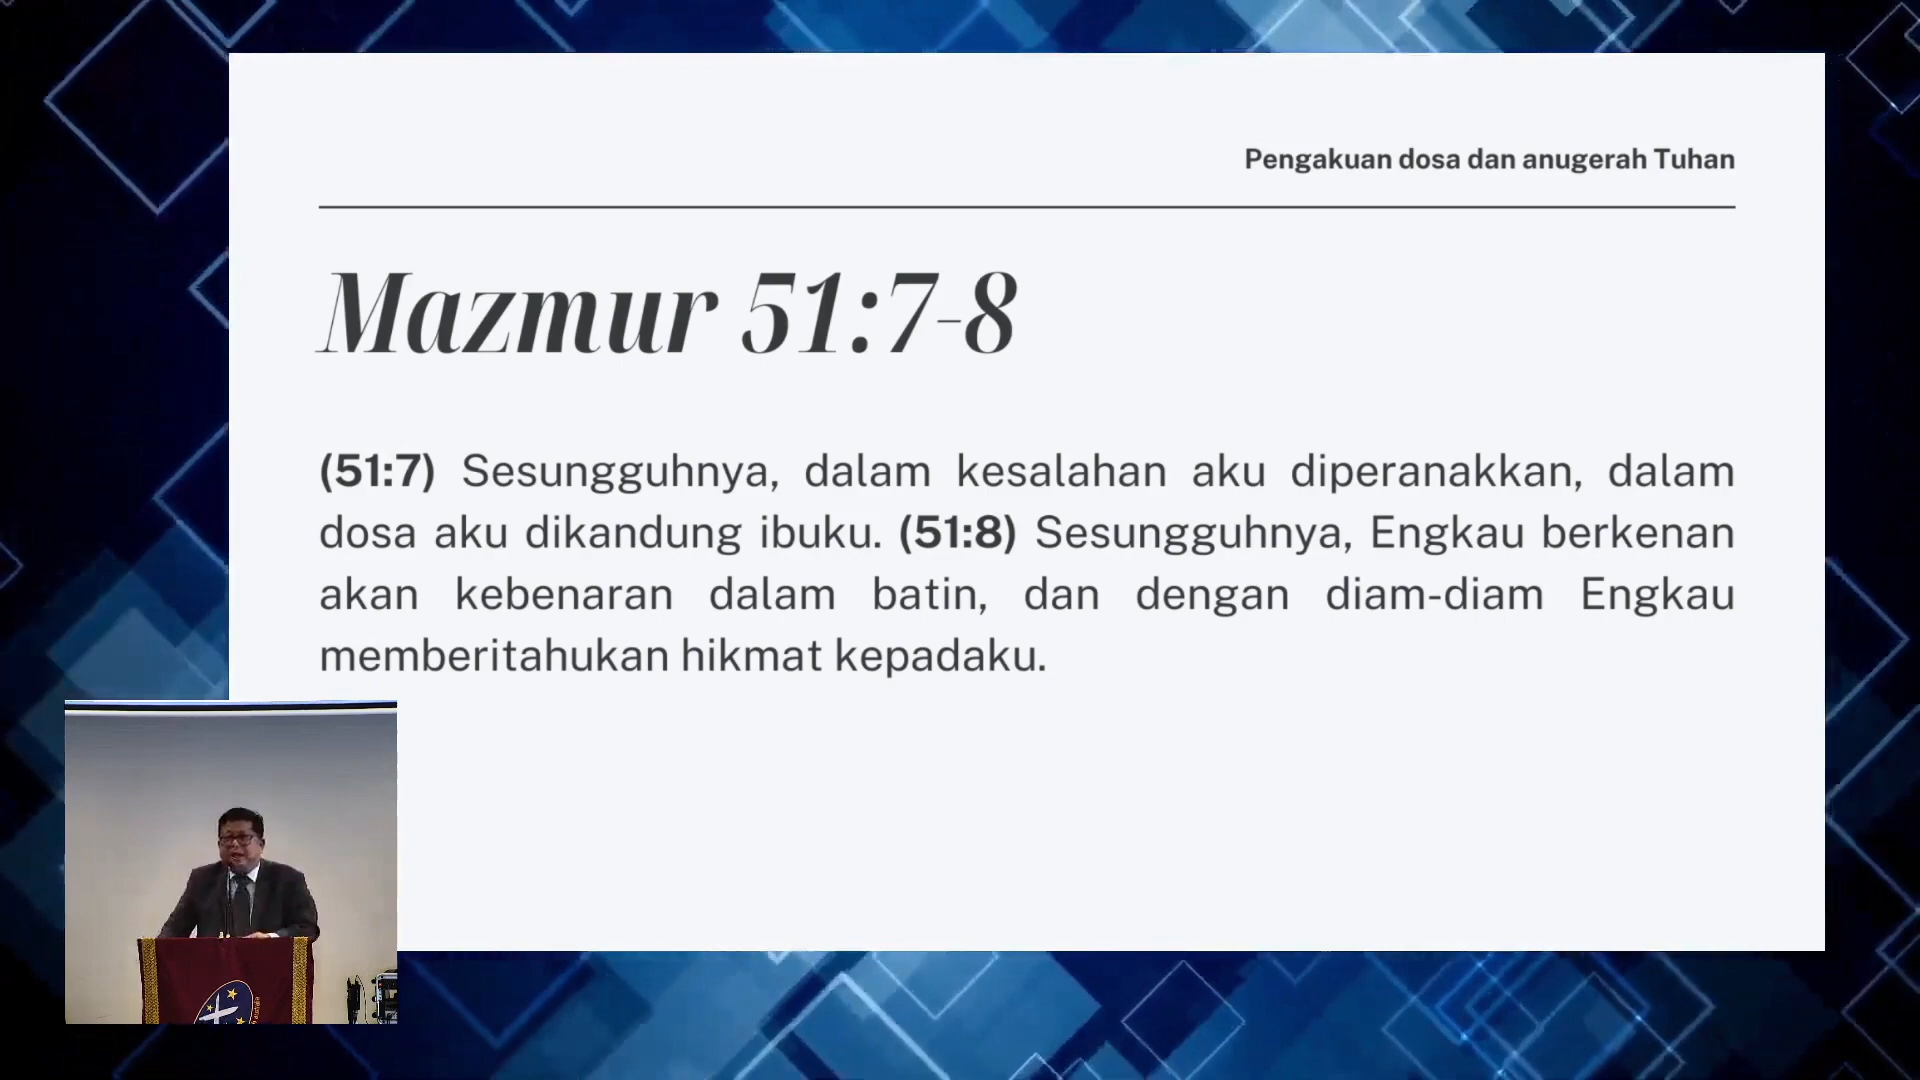 Pengakuan dosa dan anugerah Tuhan
Mazmur 51:7-8
(51:7) Sesungguhnya, dalam kesalahan aku diperanakkan, dalam
dosa aku dikandung ibuku. (51:8) Sesungguhnya, Engkau berkenan
akan kebenaran dalam batin, dan dengan diam-diam Engkau
memberitahukan hikmat kepadaku.